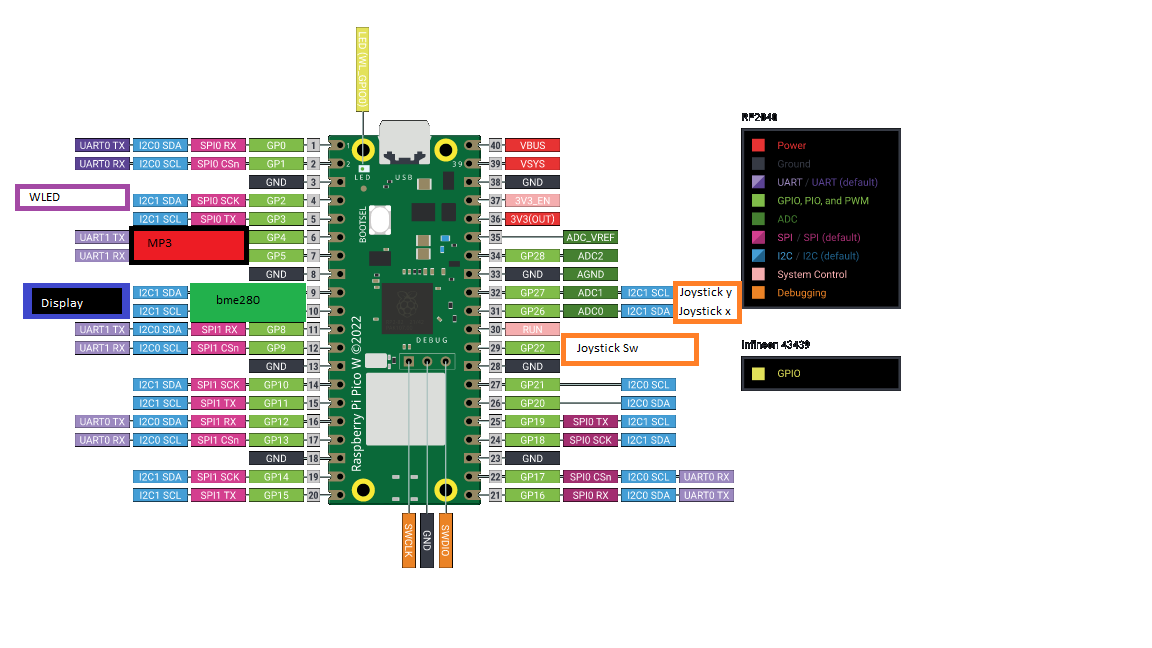 LED (WL_GPIO0)
UART0 TX I2C0 SDA SPI0 RX GP0 1
UART0 RX I2C0 SCL SPI0 CSn GP1 2
GND 3
WLED I2C1 SDA SPI0 SCK GP2 4
I2C1 SCL SPI0 TX GP3 5
UART1 TX MP3 GP4 6
UART1 RX GP5 7
GND 8
Display I2C1 SDA bme280 9
I2C1 SCL 10
UART1 TX I2C0 SDA SPI1 RX GP8 11
UART1 RX I2C0 SCL SPI1 CSn GP9 12
GND 13
I2C1 SDA SPI1 SCK GP10 14
I2C1 SCL SPI1 TX GP11 15
UART0 TX I2C0 SDA SPI1 RX GP12 16
UART0 RX I2C0 SCL SPI1 CSn GP13 17
GND 18
I2C1 SDA SPI1 SCK GP14 19
I2C1 SCL SPI1 TX GP15 20
1
2
39
LED
USB
BOOTSEL
DEBUG
Raspberry Pi Pico W ©2022
40 VBUS
39 VSYS
38 GND
37 3V3_EN
36 3V3(OUT)
35 ADC_VREF
34 GP28 ADC2
33 GND AGND
32 GP27 ADC1 I2C1 SCL Joystick y
31 GP26 ADC0 I2C1 SDA Joystick x
30 RUN
29 GP22 Joystick Sw
28 GND
27 GP21 I2C0 SCL
26 GP20 I2C0 SDA
25 GP19 SPI0 TX I2C1 SCL
24 GP18 SPI0 SCK I2C1 SDA
23 GND
22 GP17 SPI0 CSn I2C0 SCL UART0 RX
21 GP16 SPI0 RX I2C0 SDA UART0 TX
SWCLK
GND
SWDIO
RP2040
Power
Ground
UART / UART (default)
GPIO, PIO, and PWM
ADC
SPI / SPI (default)
I2C / I2C (default)
System Control
Debugging
Infineon 43439
GPIO